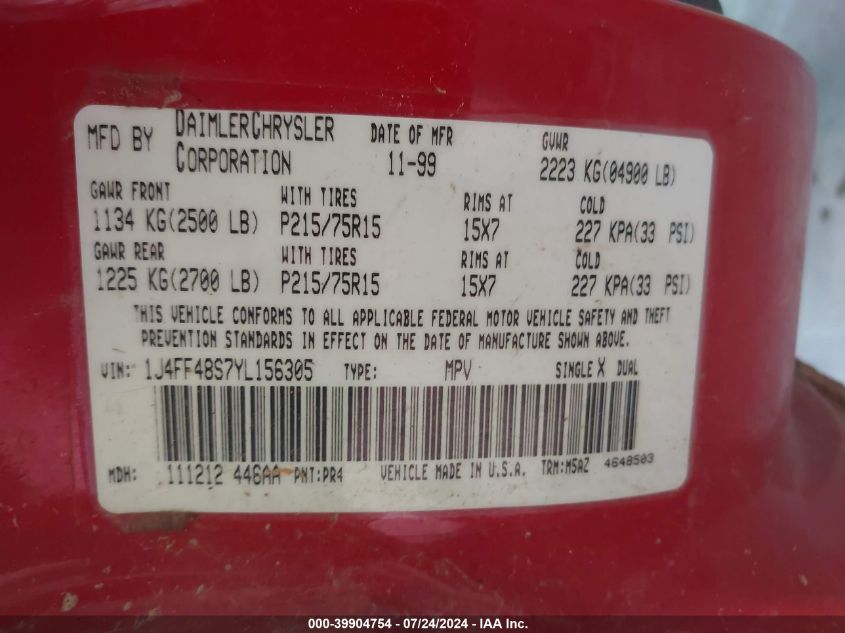 MFD BY DAIMLERCHRYSLER CORPORATION DATE OF MFR 11-99 GVWR 2223 KG(04900 LB)
GAWR FRONT WITH TIRES RIMS AT COLD
1134 KG(2500 LB) P215/75R15 15X7 227 KPA(33 PSI)
GAWR REAR WITH TIRES RIMS AT COLD
1225 KG(2700 LB) P215/75R15 15X7 227 KPA(33 PSI)
THIS VEHICLE CONFORMS TO ALL APPLICABLE FEDERAL MOTOR VEHICLE SAFETY AND THEFT
PREVENTION STANDARDS IN EFFECT ON THE DATE OF MANUFACTURE SHOWN ABOVE.
VIN: 1J4FF48S7YL156305 TYPE: MPV SINGLE X DUAL
MDH: 111212 446AA PNT:PR4 VEHICLE MADE IN U.S.A. TRM:M5AZ 4648503
000-39904754 / 07/24/2024 - IAA Inc.